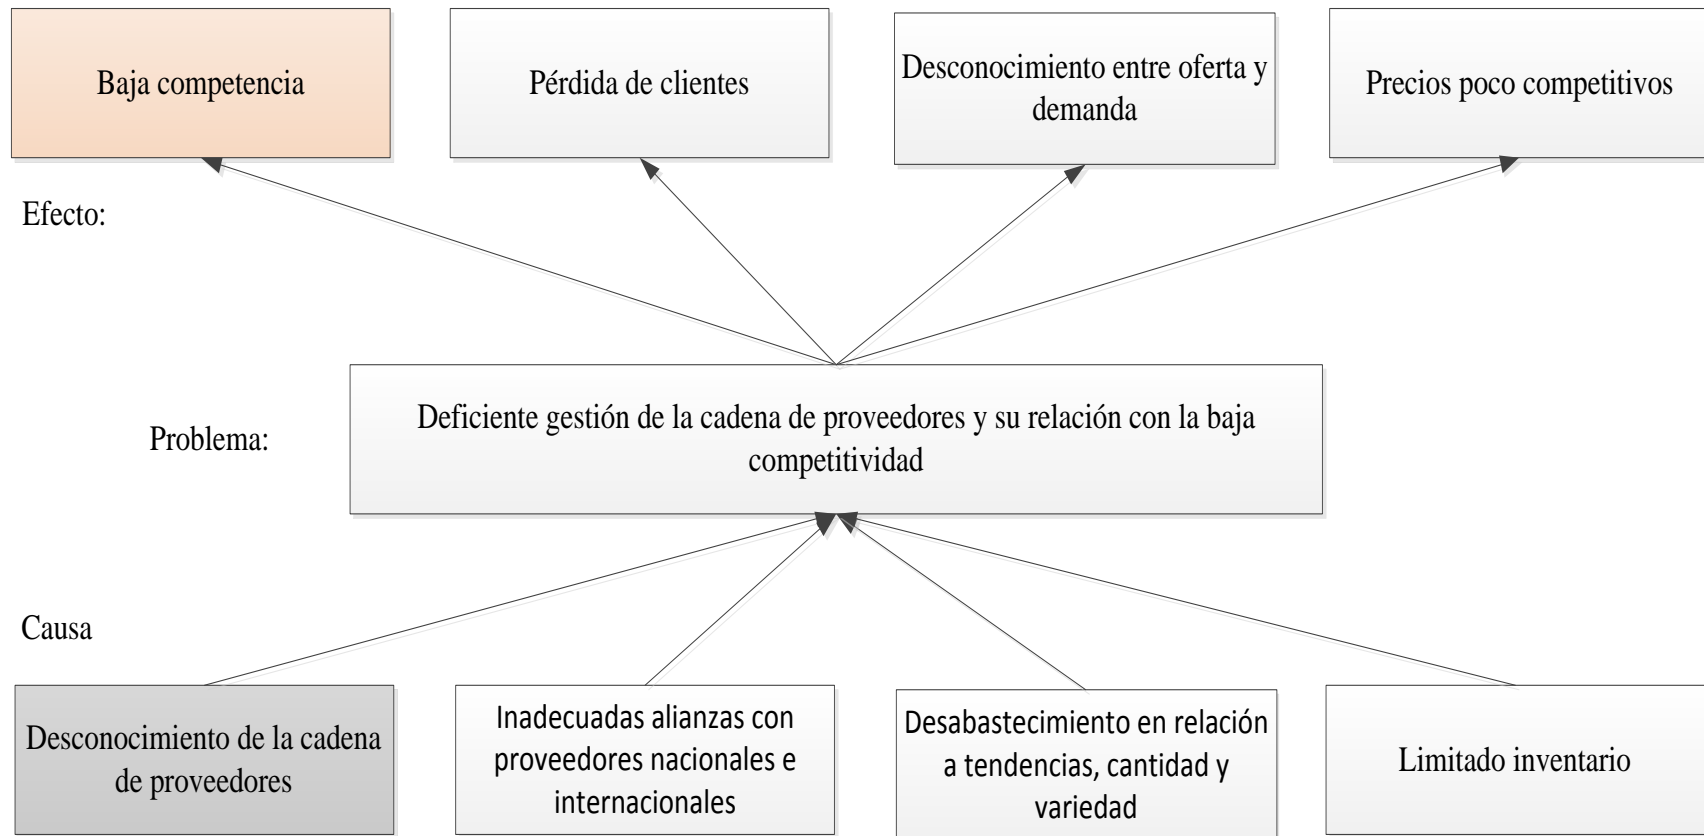 Baja competencia
Pérdida de clientes
Desconocimiento entre oferta y
demanda
Precios poco competitivos
Efecto:
Problema:
Deficiente gestión de la cadena de proveedores y su relación con la baja
competitividad
Causa
Desconocimiento de la cadena
de proveedores
Inadecuadas alianzas con
proveedores nacionales e
internacionales
Desabastecimiento en relación
a tendencias, cantidad y
variedad
Limitado inventario